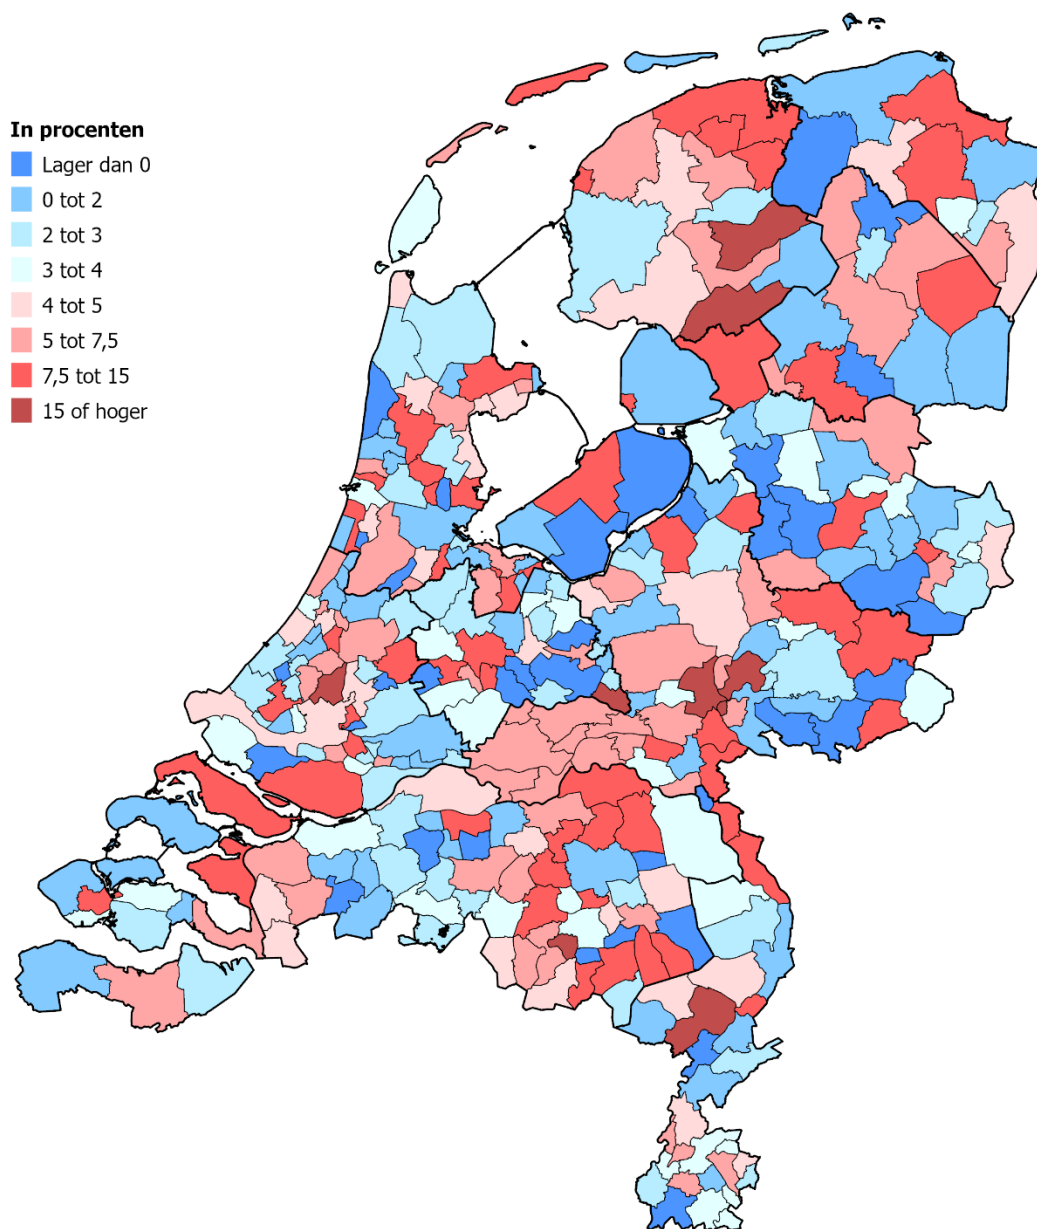 In procenten
Lager dan 0
0 tot 2
2 tot 3
3 tot 4
4 tot 5
5 tot 7,5
7,5 tot 15
15 of hoger